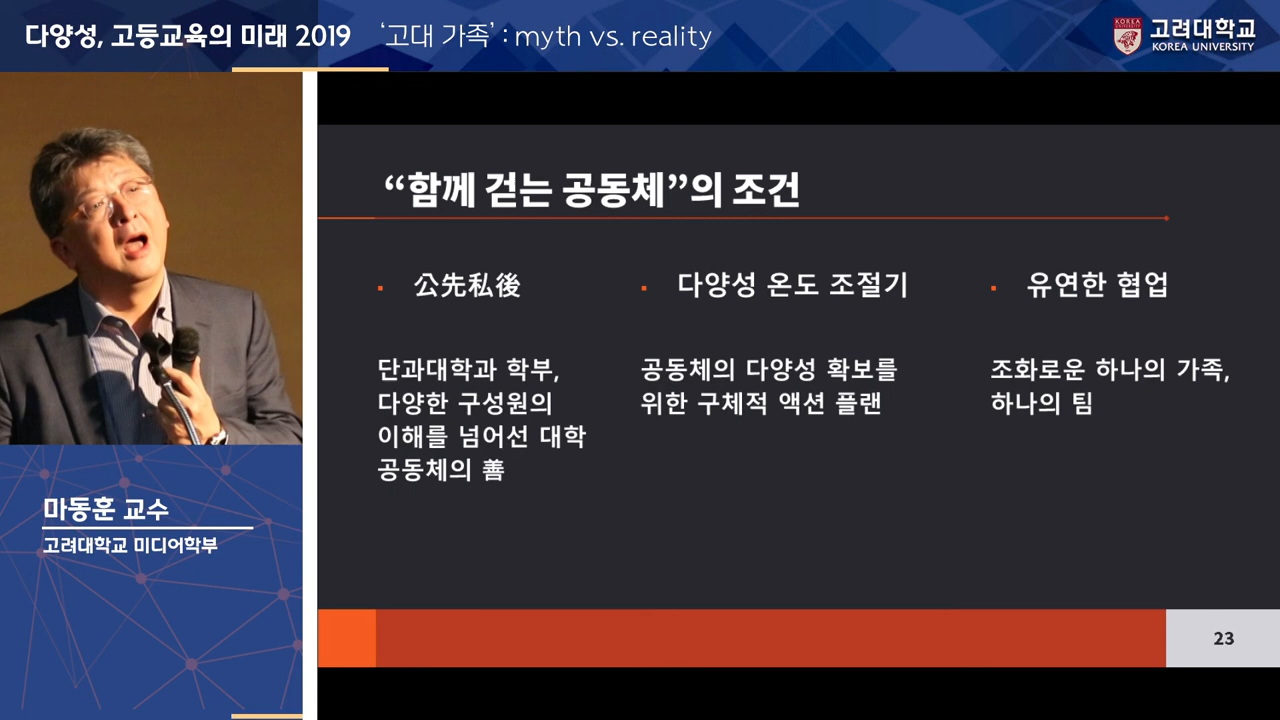 다양성, 고등교육의 미래 2019 '고대 가족' : myth vs. reality
KOREA
UNIVERSITY
고려대학교
KOREA UNIVERSITY
“함께 걷는 공동체”의 조건
公先私後
단과대학과 학부,
다양한 구성원의
이해를 넘어선 대학
공동체의 善
다양성 온도 조절기
공동체의 다양성 확보를
위한 구체적 액션 플랜
유연한 협업
조화로운 하나의 가족,
하나의 팀
마동훈 교수
고려대학교 미디어학부
23